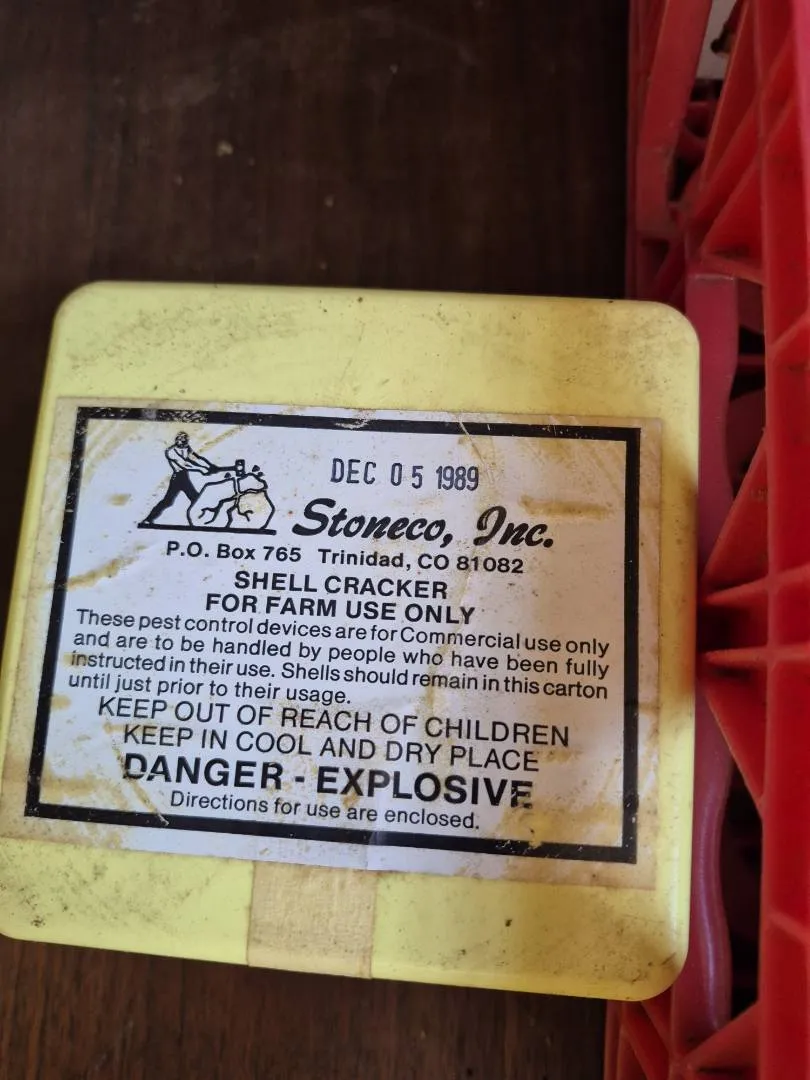 DEC 05 1989
Stoneco, Inc.
P.O. Box 765 Trinidad, CO 81082
SHELL CRACKER
FOR FARM USE ONLY
These pest control devices are for Commercial use only
and are to be handled by people who have been fully
instructed in their use. Shells should remain in this carton
until just prior to their usage.
KEEP OUT OF REACH OF CHILDREN
KEEP IN COOL AND DRY PLACE
DANGER - EXPLOSIVE
Directions for use are enclosed.